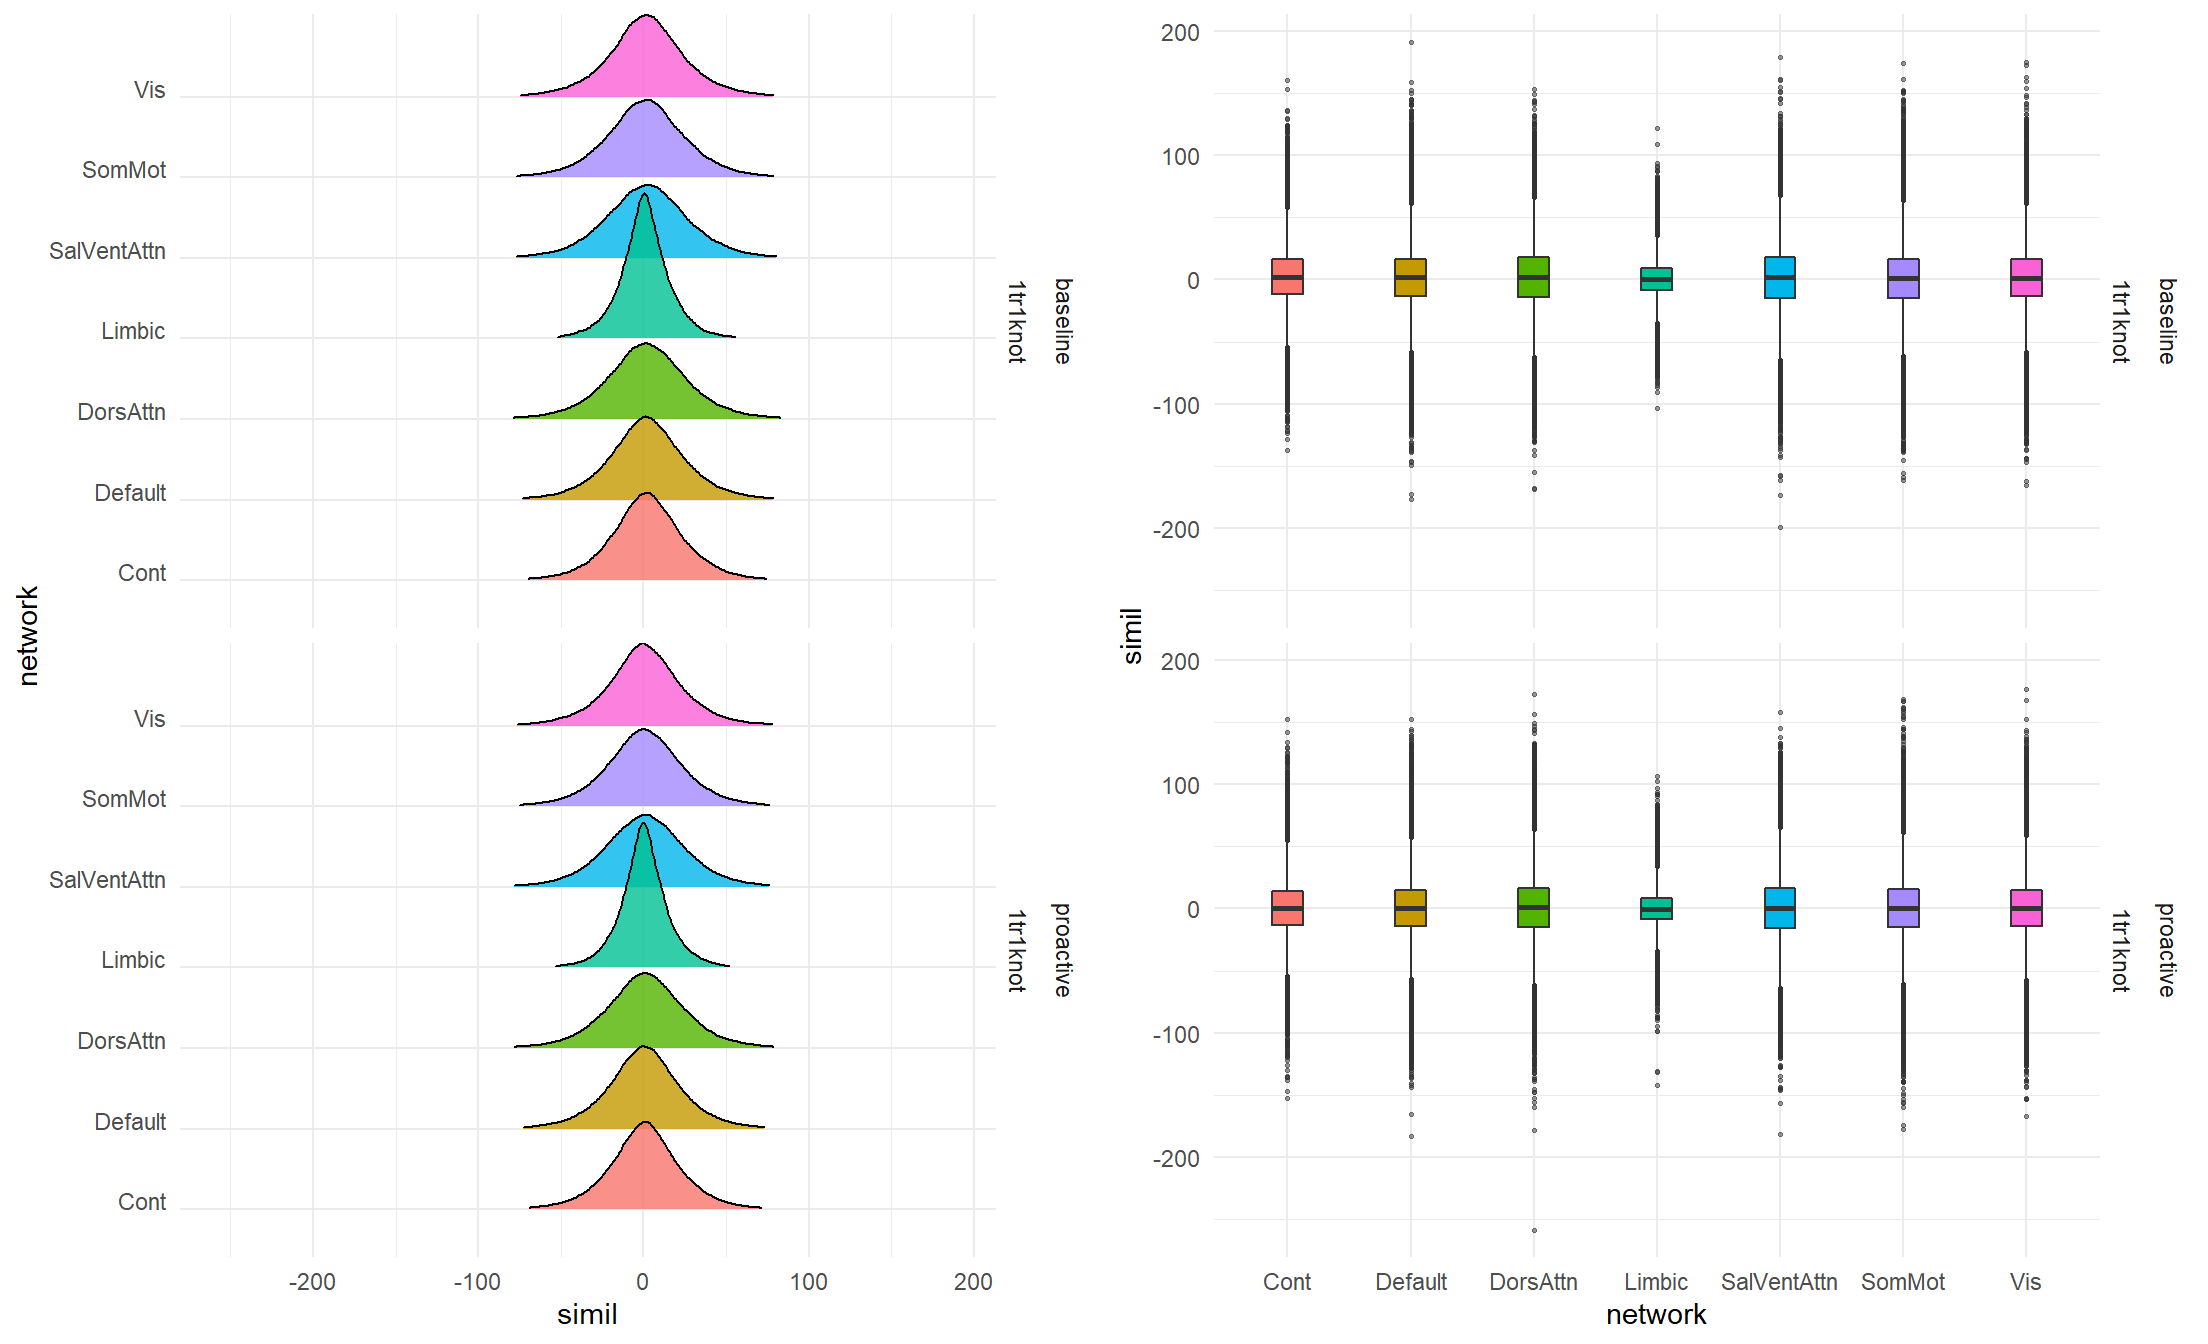 network
Vis
SomMot
SalVentAttn
Limbic
DorsAttn
Default
Cont
baseline
1tr1knot
Vis
SomMot
SalVentAttn
Limbic
DorsAttn
Default
Cont
proactive
1tr1knot
-200 -100 0 100 200
simil
simil
200
100
0
-100
-200
baseline
1tr1knot
200
100
0
-100
-200
proactive
1tr1knot
Cont Default DorsAttn Limbic SalVentAttn SomMot Vis
network